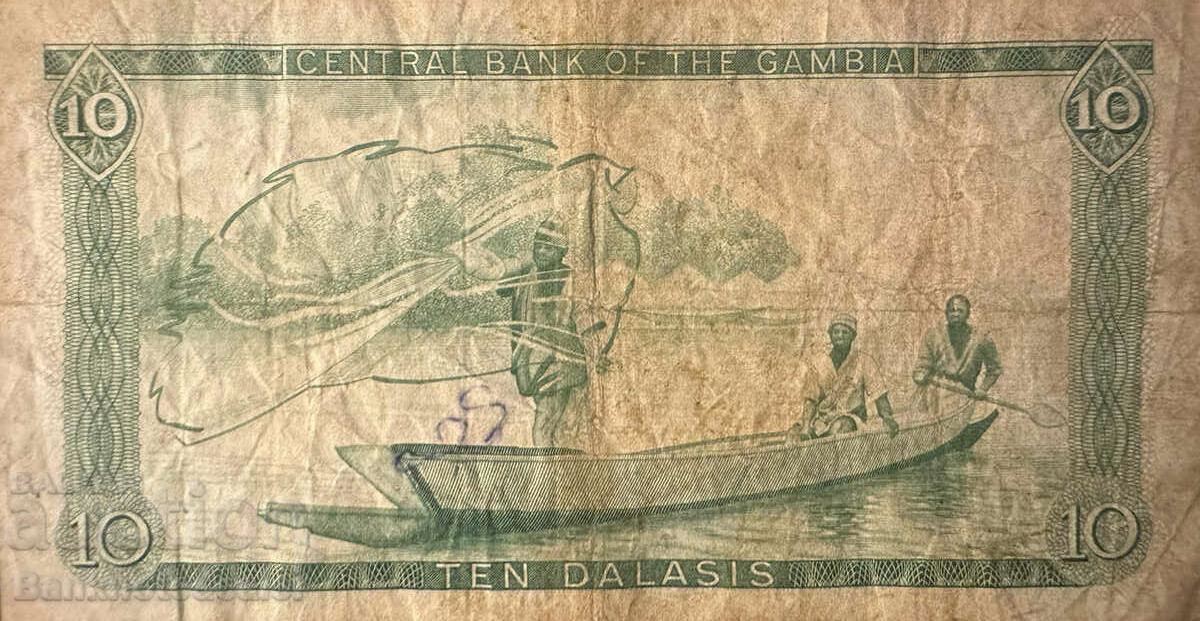 CENTRAL BANK OF THE GAMBIA
10 10
10 10
TEN DALASIS